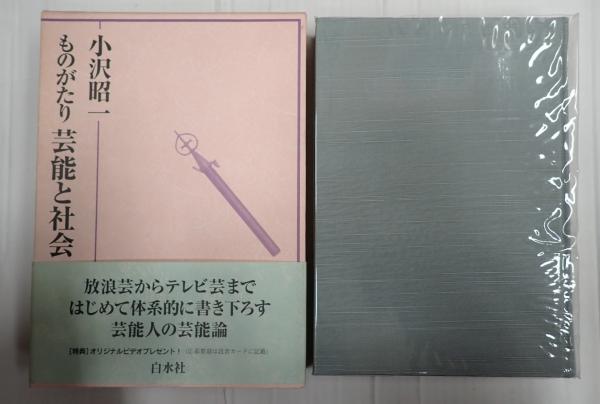 小沢昭一
ものがたり 芸能と社会
放浪芸からテレビ芸まで
はじめて体系的に書き下ろす
芸能人の芸能論
[特典]オリジナルビデオプレゼント!
白水社